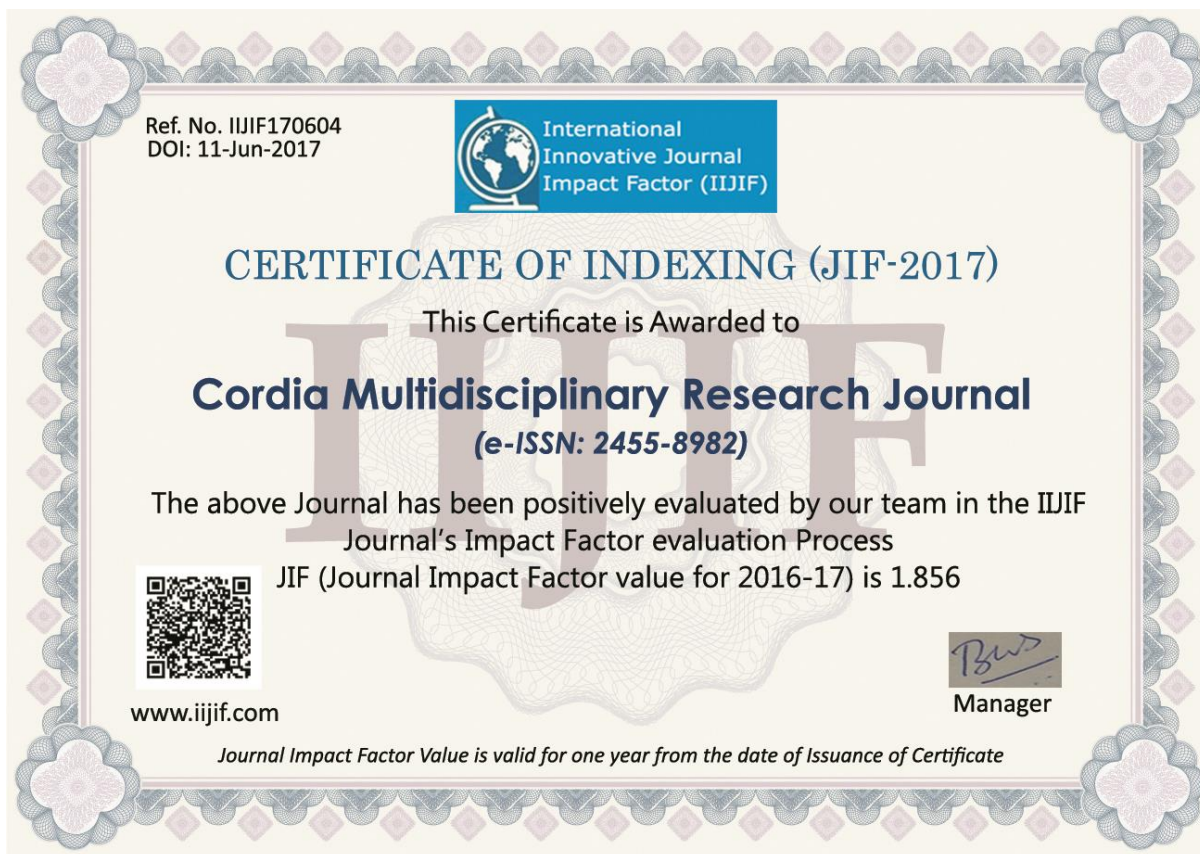 Ref. No. IIJIF170604
DOI: 11-Jun-2017
International
Innovative Journal
Impact Factor (IIJIF)
CERTIFICATE OF INDEXING (JIF-2017)
This Certificate is Awarded to
Cordia Multidisciplinary Research Journal
(e-ISSN: 2455-8982)
The above Journal has been positively evaluated by our team in the IIJIF
Journal's Impact Factor evaluation Process
JIF (Journal Impact Factor value for 2016-17) is 1.856
IIJIF
www.iijif.com
Manager
Journal Impact Factor Value is valid for one year from the date of Issuance of Certificate